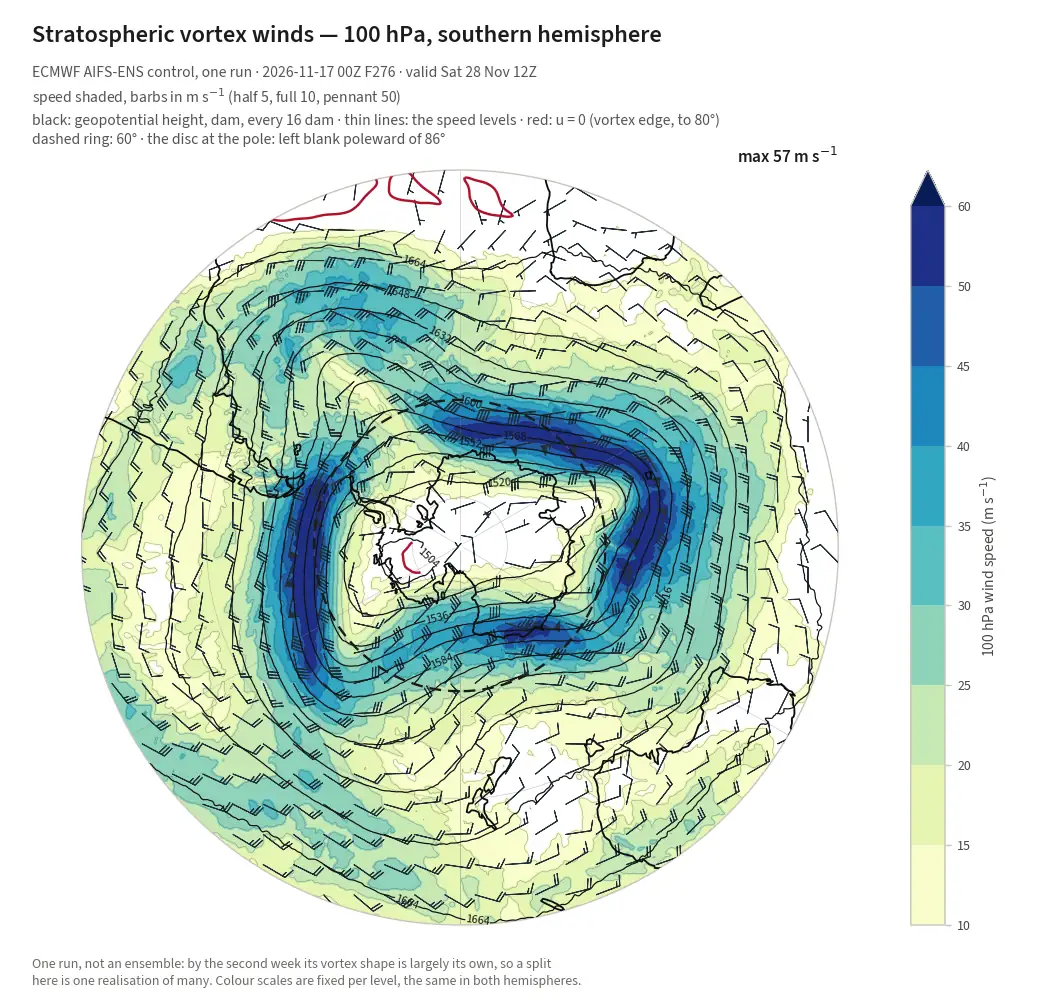 Stratospheric vortex winds — 100 hPa, southern hemisphere
ECMWF AIFS-ENS control, one run · 2026-11-17 00Z F276 · valid Sat 28 Nov 12Z
speed shaded, barbs in m s⁻¹ (half 5, full 10, pennant 50)
black: geopotential height, dam, every 16 dam · thin lines: the speed levels · red: u = 0 (vortex edge, to 80°)
dashed ring: 60° · the disc at the pole: left blank poleward of 86°
max 57 m s⁻¹
1664
1648
1568
1552
1520
1504
1536
1584
1616
1664
1664
60
50
45
40
35
30
25
20
15
10
100 hPa wind speed (m s⁻¹)
One run, not an ensemble: by the second week its vortex shape is largely its own, so a split
here is one realisation of many. Colour scales are fixed per level, the same in both hemispheres.